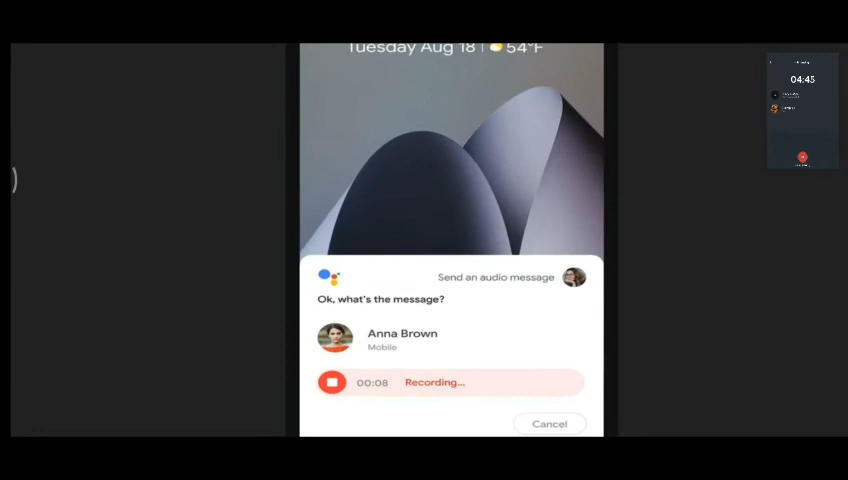 Tuesday Aug 18 | 54°F
04:45
Send an audio message
Ok, what's the message?
Anna Brown
Mobile
00:08 Recording...
Cancel